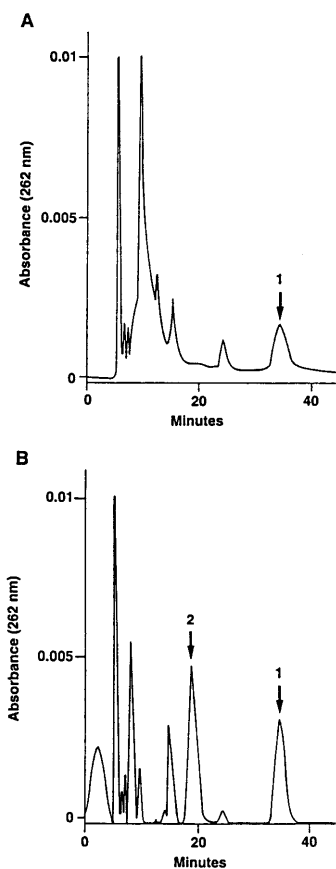 A
0.01
0.005
0
Absorbance (262 nm)
1
0 20 40
Minutes
B
0.01
0.005
0
Absorbance (262 nm)
2
1
0 20 40
Minutes